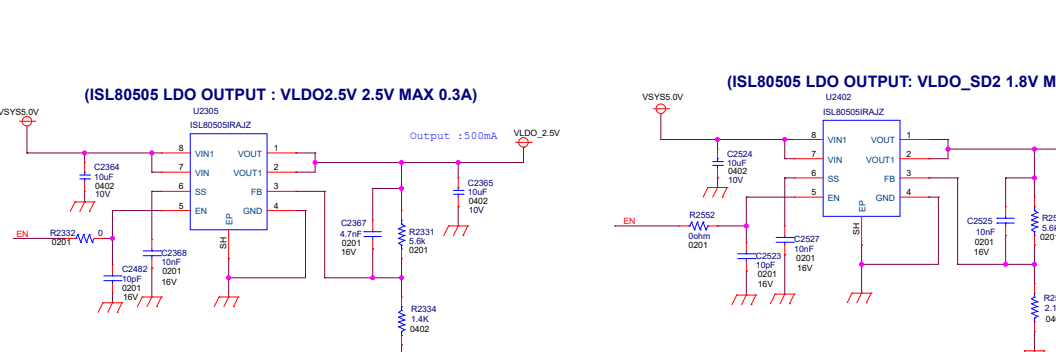 (ISL80505 LDO OUTPUT : VLDO2.5V 2.5V MAX 0.3A)
VSYS5.0V
U2305
ISL80505IRAJZ
Output :500mA
VLDO_2.5V
8 VIN1 VOUT 1
7 VIN VOUT1 2
6 SS FB 3
5 EN GND 4
EP
SH
C2364
10uF
0402
10V
C2365
10uF
0402
10V
C2367
4.7nF
0201
16V
R2331
5.6k
0201
EN
R2332 0
0201
C2368
10nF
0201
16V
C2482
10pF
0201
16V
R2334
1.4K
0402
(ISL80505 LDO OUTPUT: VLDO_SD2 1.8V
VSYS5.0V
U2402
ISL80505IRAJZ
8 VIN1 VOUT 1
7 VIN VOUT1 2
6 SS FB 3
5 EN GND 4
EP
SH
C2524
10uF
0402
10V
C2525
10nF
0201
16V
EN
R2552
0ohm
0201
C2527
10nF
0201
16V
C2523
10pF
0201
16V